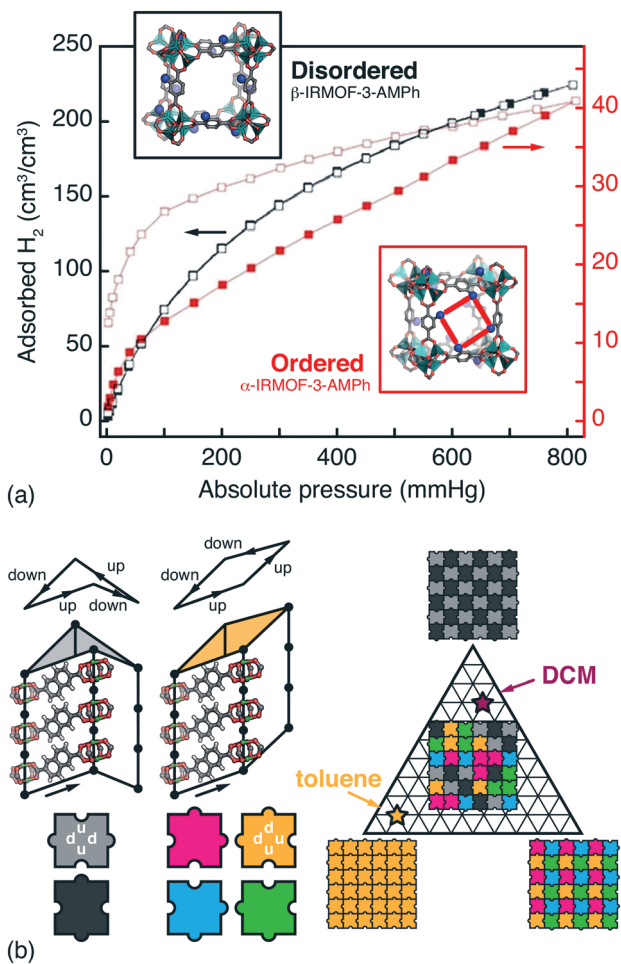 250
200
150
100
50
0
Adsorbed H2 (cm3/cm3)
Disordered
β-IRMOF-3-AMPh
Ordered
α-IRMOF-3-AMPh
40
30
20
10
0
0
200
400
600
800
Absolute pressure (mmHg)
(a)
down
up
up
down
down
up
up
down
DCM
toluene
u
d
d
u
d
u
u
d
(b)